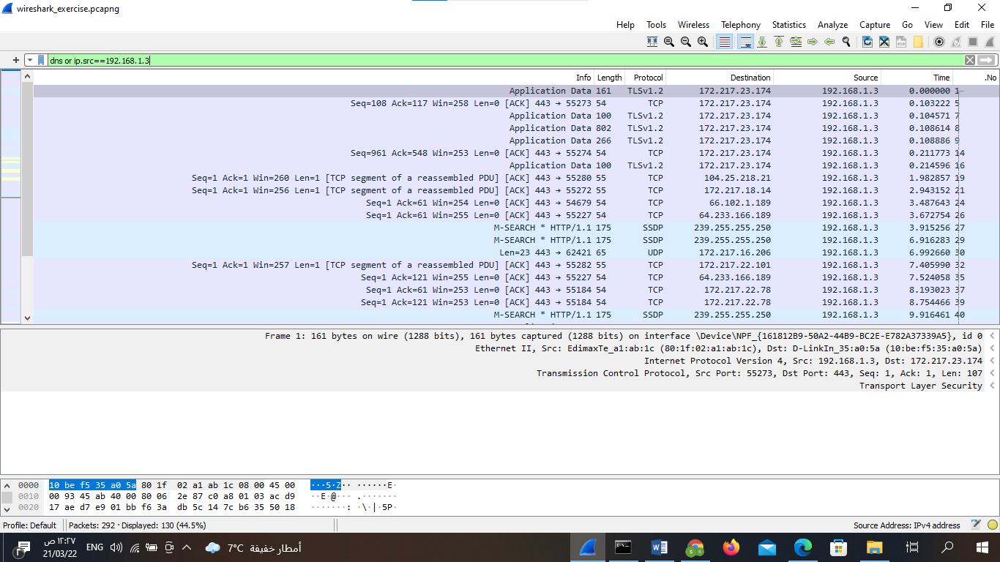 wireshark_exercise.pcapng
Help Tools Wireless Telephony Statistics Analyze Capture Go View Edit File
dns or ip.src==192.168.1.3
Info Length Protocol Destination Source Time .No
Application Data 161 TLSv1.2 172.217.23.174 192.168.1.3 0.000000 1
Seq=108 Ack=117 Win=258 Len=0 [ACK] 443 → 55273 54 TCP 172.217.23.174 192.168.1.3 0.103222 5
Application Data 100 TLSv1.2 172.217.23.174 192.168.1.3 0.104571 7
Application Data 802 TLSv1.2 172.217.23.174 192.168.1.3 0.108614 8
Application Data 266 TLSv1.2 172.217.23.174 192.168.1.3 0.108886 9
Seq=961 Ack=548 Win=253 Len=0 [ACK] 443 → 55274 54 TCP 172.217.23.174 192.168.1.3 0.211773 14
Application Data 100 TLSv1.2 172.217.23.174 192.168.1.3 0.214596 16
Seq=1 Ack=1 Win=260 Len=1 [TCP segment of a reassembled PDU] [ACK] 443 → 55280 55 TCP 104.25.218.21 192.168.1.3 1.982857 19
Seq=1 Ack=1 Win=256 Len=1 [TCP segment of a reassembled PDU] [ACK] 443 → 55272 55 TCP 172.217.18.14 192.168.1.3 2.943152 21
Seq=1 Ack=61 Win=254 Len=0 [ACK] 443 → 54679 54 TCP 66.102.1.189 192.168.1.3 3.487643 24
Seq=1 Ack=61 Win=255 Len=0 [ACK] 443 → 55227 54 TCP 64.233.166.189 192.168.1.3 3.672754 26
M-SEARCH * HTTP/1.1 175 SSDP 239.255.255.250 192.168.1.3 3.915256 27
M-SEARCH * HTTP/1.1 175 SSDP 239.255.255.250 192.168.1.3 6.916283 29
Len=23 443 → 62421 65 UDP 172.217.16.206 192.168.1.3 6.992660 30
Seq=1 Ack=1 Win=257 Len=1 [TCP segment of a reassembled PDU] [ACK] 443 → 55282 55 TCP 172.217.22.101 192.168.1.3 7.405990 32
Seq=1 Ack=121 Win=255 Len=0 [ACK] 443 → 55227 54 TCP 64.233.166.189 192.168.1.3 7.524058 35
Seq=1 Ack=61 Win=253 Len=0 [ACK] 443 → 55184 54 TCP 172.217.22.78 192.168.1.3 8.193023 37
Seq=1 Ack=121 Win=253 Len=0 [ACK] 443 → 55184 54 TCP 172.217.22.78 192.168.1.3 8.754466 39
M-SEARCH * HTTP/1.1 175 SSDP 239.255.255.250 192.168.1.3 9.916461 40
Frame 1: 161 bytes on wire (1288 bits), 161 bytes captured (1288 bits) on interface \Device\NPF_{161812B9-50A2-44B9-BC2E-E782A37339A5}, id 0
Ethernet II, Src: EdimaxTe_a1:ab:1c (80:1f:02:a1:ab:1c), Dst: D-LinkIn_35:a0:5a (10:be:f5:35:a0:5a)
Internet Protocol Version 4, Src: 192.168.1.3, Dst: 172.217.23.174
Transmission Control Protocol, Src Port: 55273, Dst Port: 443, Seq: 1, Ack: 1, Len: 107
Transport Layer Security
0000 10 be f5 35 a0 5a 80 1f 02 a1 ab 1c 08 00 45 00 ···5·Z·· ······E·
0010 00 93 45 ab 40 00 80 06 2e 87 c0 a8 01 03 ac d9 ··E·@··· .·······
0020 17 ae d7 e9 01 bb f6 3a db 5c 14 7c b6 35 50 18 ·······: ·\·|·5P·
Profile: Default Packets: 292 · Displayed: 130 (44.5%) Source Address: IPv4 address
١٢:٢٧ ص
21/03/22
ENG
7°C أمطار خفيفة